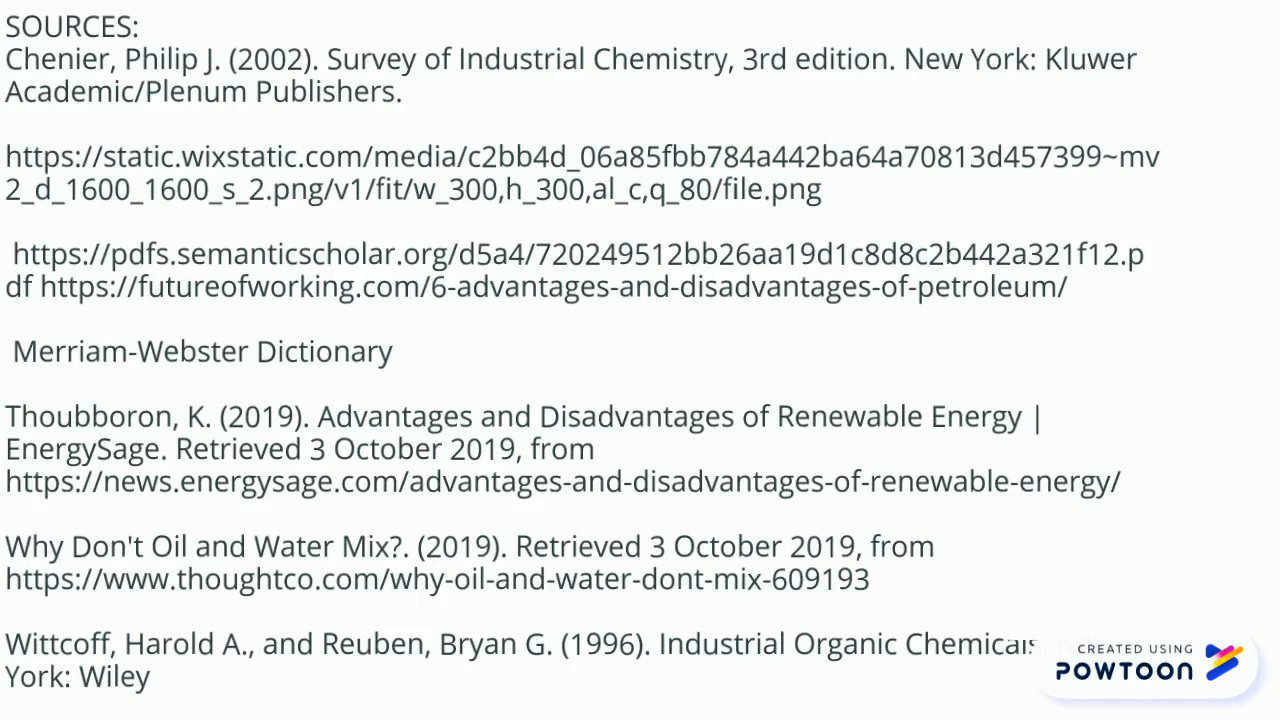 SOURCES:
Chenier, Philip J. (2002). Survey of Industrial Chemistry, 3rd edition. New York: Kluwer
Academic/Plenum Publishers.
https://static.wixstatic.com/media/c2bb4d_06a85fbb784a442ba64a70813d457399~mv
2_d_1600_1600_s_2.png/v1/fit/w_300,h_300,al_c,q_80/file.png
https://pdfs.semanticscholar.org/d5a4/720249512bb26aa19d1c8d8c2b442a321f12.p
df https://futureofworking.com/6-advantages-and-disadvantages-of-petroleum/
Merriam-Webster Dictionary
Thoubboron, K. (2019). Advantages and Disadvantages of Renewable Energy |
EnergySage. Retrieved 3 October 2019, from
https://news.energysage.com/advantages-and-disadvantages-of-renewable-energy/
Why Don't Oil and Water Mix?. (2019). Retrieved 3 October 2019, from
https://www.thoughtco.com/why-oil-and-water-dont-mix-609193
Wittcoff, Harold A., and Reuben, Bryan G. (1996). Industrial Organic Chemicals.
York: Wiley
CREATED USING
POWTOON